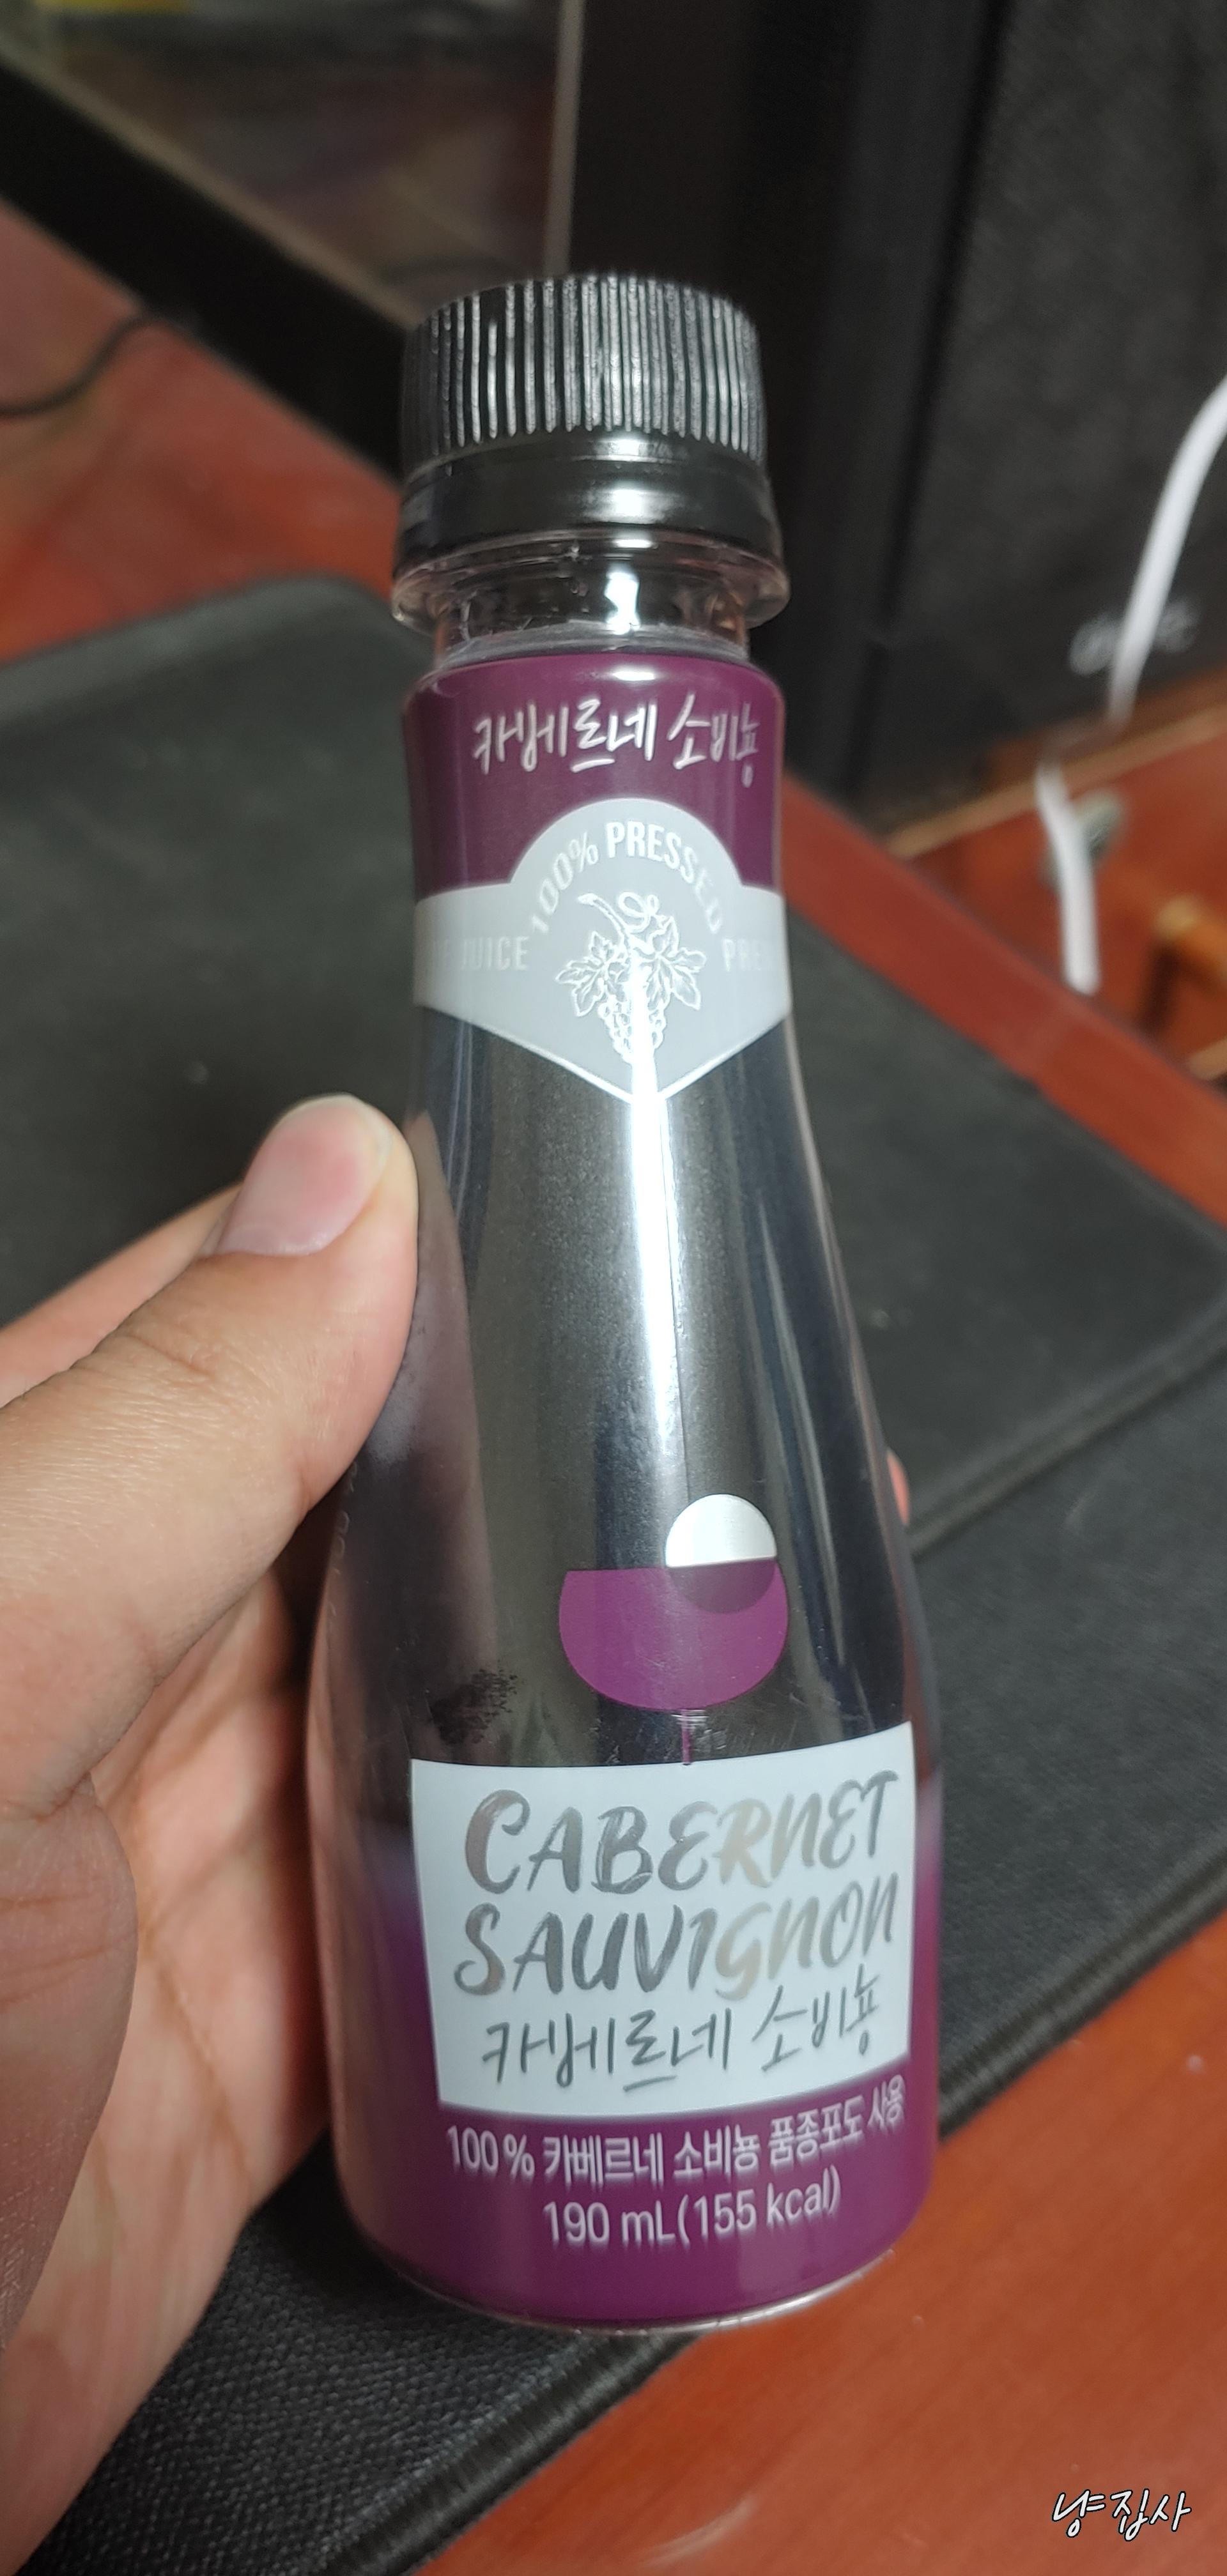 카베르네 소비뇽
100% PRESSED
JUICE
CABERNET
SAUVIGNON
카베르네 소비뇽
100% 카베르네 소비뇽 품종포도 사용
190 mL(155 kcal)
냥집사